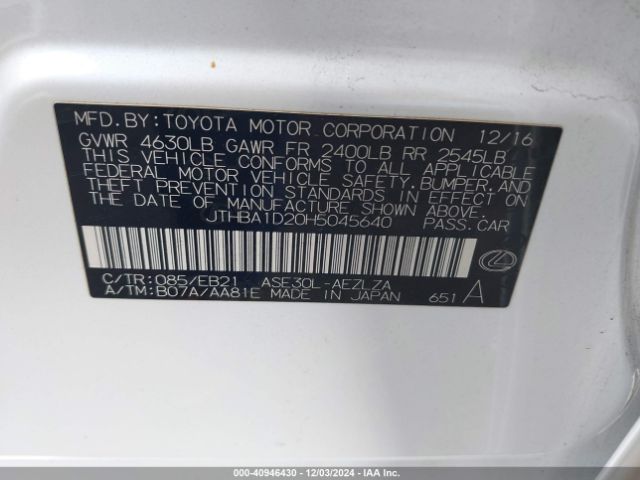 MFD.BY:TOYOTA MOTOR CORPORATION 12/16
GVWR 4630LB GAWR FR 2400LB RR 2545LB
THIS VEHICLE CONFORMS TO ALL APPLICABLE
FEDERAL MOTOR VEHICLE SAFETY,BUMPER,AND
THEFT PREVENTION STANDARDS IN EFFECT ON
THE DATE OF MANUFACTURE SHOWN ABOVE.
JTHBA1D20H5045640 PASS.CAR
C/TR:085/EB21 ASE30L-AEZLZA
A/TM:B07A/AA81E MADE IN JAPAN 651 A
000-40946430 - 12/03/2024 - IAA Inc.